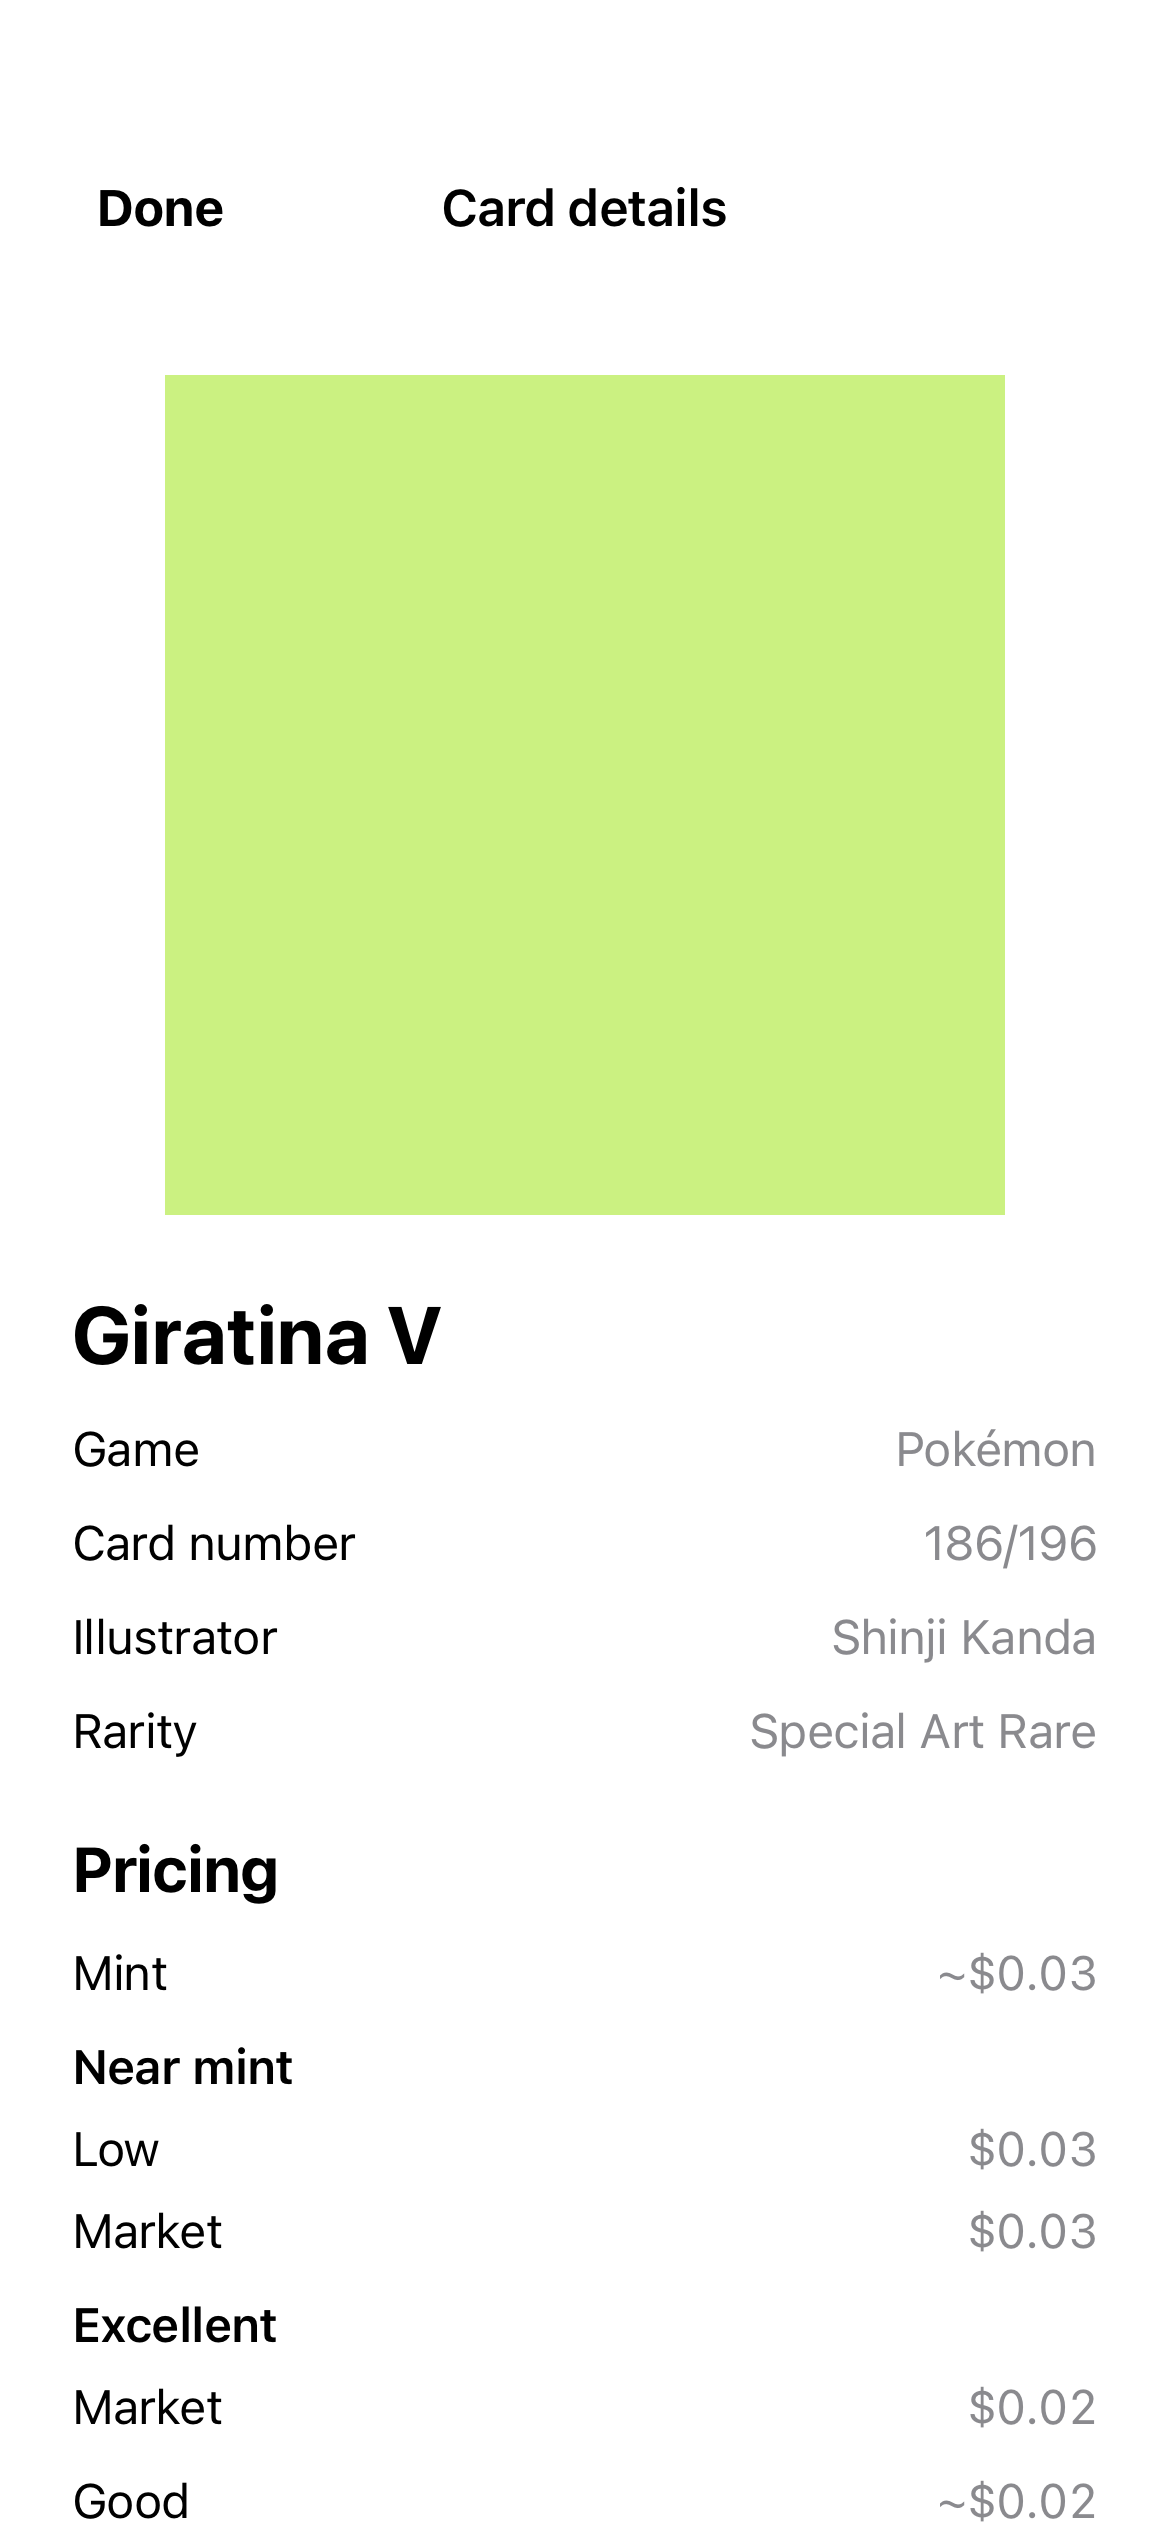 Done
Card details
Giratina V
Game Pokémon
Card number 186/196
Illustrator Shinji Kanda
Rarity Special Art Rare
Pricing
Mint ~$0.03
Near mint
Low $0.03
Market $0.03
Excellent
Market $0.02
Good ~$0.02